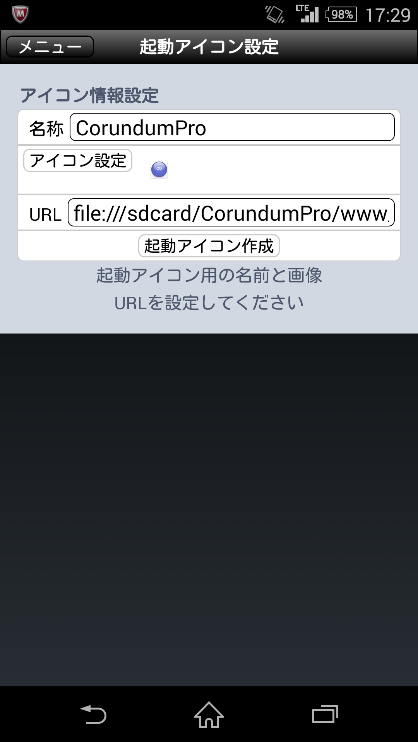 LTE 98% 17:29
メニュー 起動アイコン設定
アイコン情報設定
名称 CorundumPro
アイコン設定
URL file:///sdcard/CorundumPro/www
起動アイコン作成
起動アイコン用の名前と画像
URLを設定してください